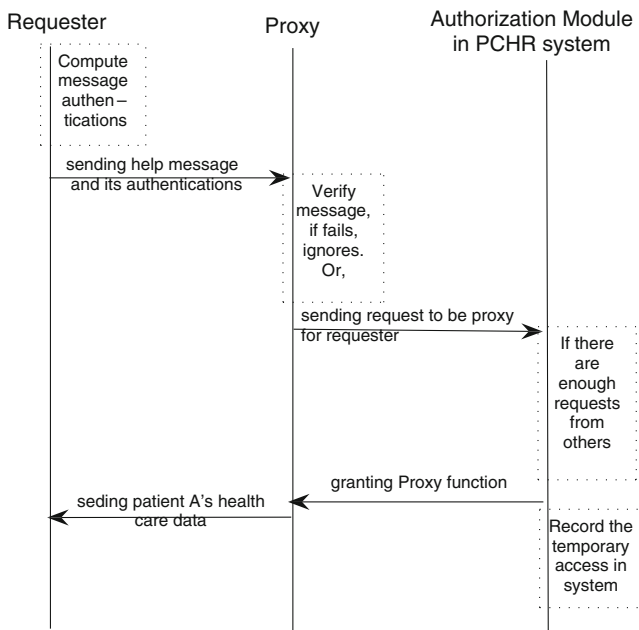 Requester
Proxy
Authorization Module
in PCHR system
Compute
message
authen–
tications
sending help message
and its authentications
Verify
message,
if fails,
ignores.
Or,
sending request to be proxy
for requester
If there
are
enough
requests
from
others
granting Proxy function
seding patient A's health
care data
Record the
temporary
access in
system